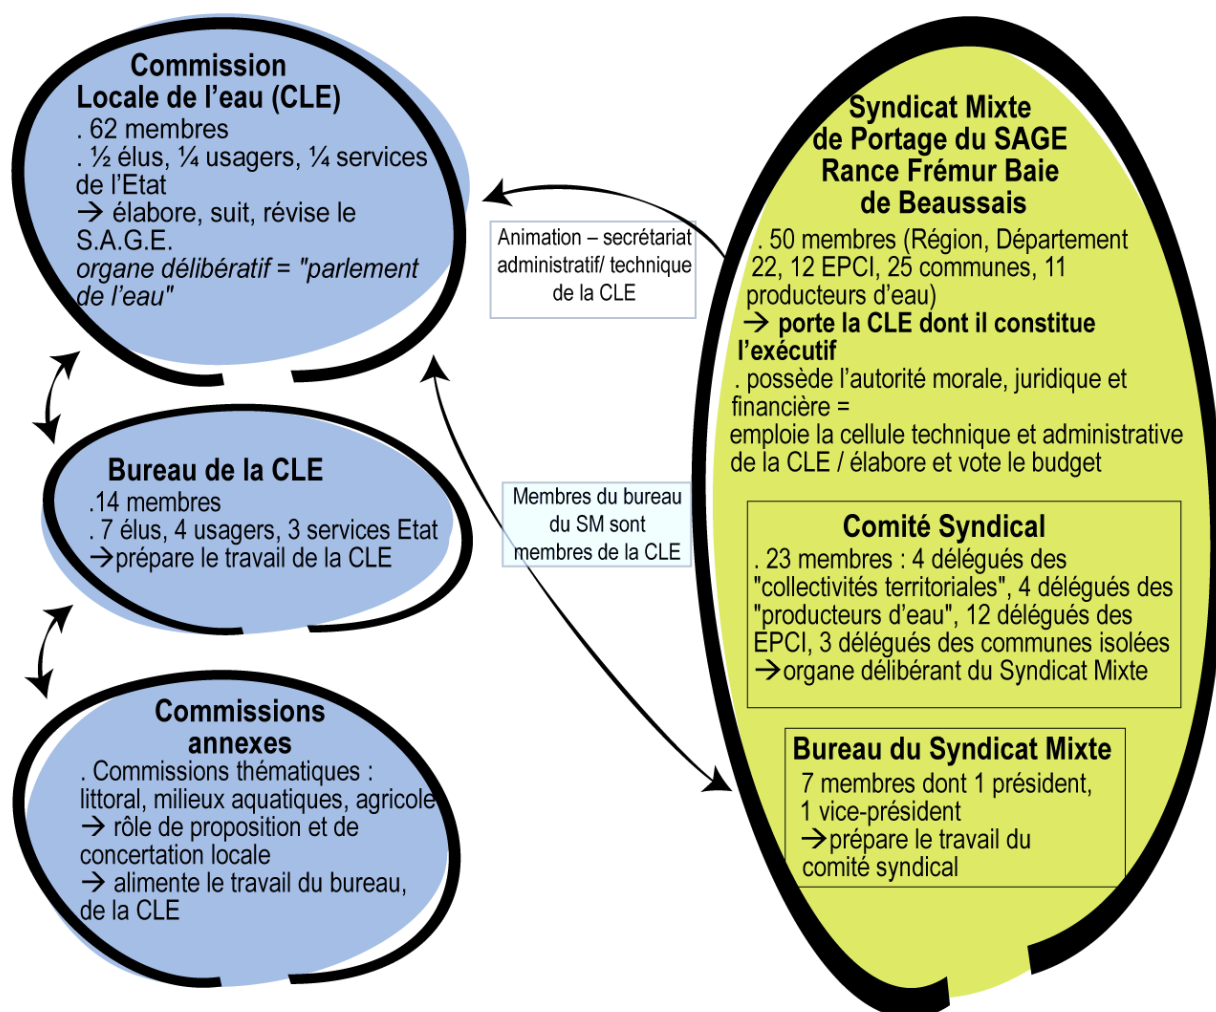 Commission
Locale de l'eau (CLE)
. 62 membres
. ½ élus, ¼ usagers, ¼ services
de l'Etat
→ élabore, suit, révise le
S.A.G.E.
organe délibératif = "parlement
de l'eau"
Bureau de la CLE
.14 membres
. 7 élus, 4 usagers, 3 services Etat
→prépare le travail de la CLE
Commissions
annexes
. Commissions thématiques :
littoral, milieux aquatiques, agricole
→ rôle de proposition et de
concertation locale
→ alimente le travail du bureau,
de la CLE
Animation – secrétariat
administratif/ technique
de la CLE
Membres du bureau
du SM sont
membres de la CLE
Syndicat Mixte
de Portage du SAGE
Rance Frémur Baie
de Beaussais
. 50 membres (Région, Département
22, 12 EPCI, 25 communes, 11
producteurs d'eau)
→ porte la CLE dont il constitue
l'exécutif
. possède l'autorité morale, juridique et
financière =
emploie la cellule technique et administrative
de la CLE / élabore et vote le budget
Comité Syndical
. 23 membres : 4 délégués des
"collectivités territoriales", 4 délégués des
"producteurs d'eau", 12 délégués des
EPCI, 3 délégués des communes isolées
→organe délibérant du Syndicat Mixte
Bureau du Syndicat Mixte
7 membres dont 1 président,
1 vice-président
→prépare le travail du
comité syndical